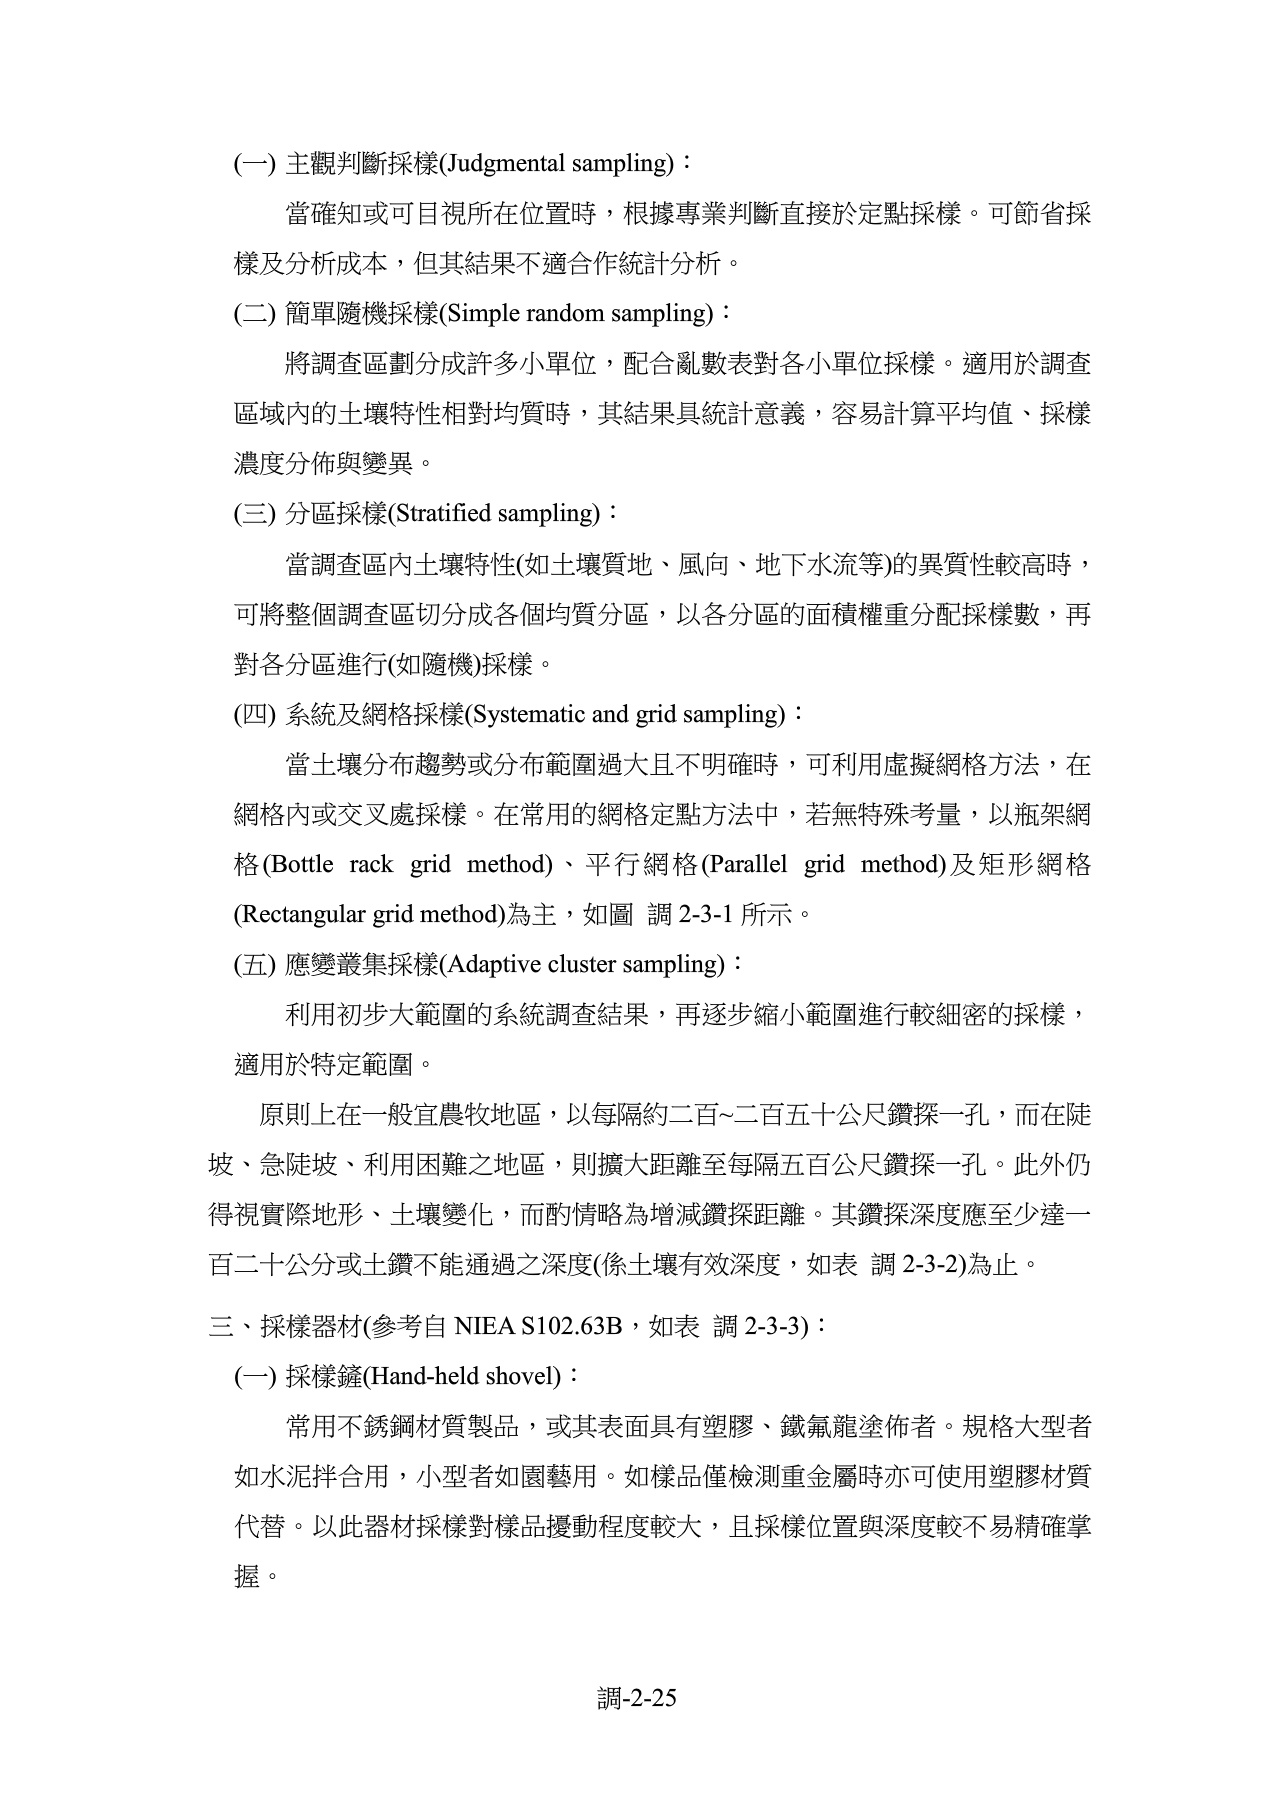 (一) 主觀判斷採樣(Judgmental sampling)：
當確知或可目視所在位置時，根據專業判斷直接於定點採樣。可節省採
樣及分析成本，但其結果不適合作統計分析。
(二) 簡單隨機採樣(Simple random sampling)：
將調查區劃分成許多小單位，配合亂數表對各小單位採樣。適用於調查
區域內的土壤特性相對均質時，其結果具統計意義，容易計算平均值、採樣
濃度分佈與變異。
(三) 分區採樣(Stratified sampling)：
當調查區內土壤特性(如土壤質地、風向、地下水流等)的異質性較高時，
可將整個調查區切分成各個均質分區，以各分區的面積權重分配採樣數，再
對各分區進行(如隨機)採樣。
(四) 系統及網格採樣(Systematic and grid sampling)：
當土壤分布趨勢或分布範圍過大且不明確時，可利用虛擬網格方法，在
網格內或交叉處採樣。在常用的網格定點方法中，若無特殊考量，以瓶架網
格(Bottle rack grid method)、平行網格(Parallel grid method)及矩形網格
(Rectangular grid method)為主，如圖 調 2-3-1 所示。
(五) 應變叢集採樣(Adaptive cluster sampling)：
利用初步大範圍的系統調查結果，再逐步縮小範圍進行較細密的採樣，
適用於特定範圍。
原則上在一般宜農牧地區，以每隔約二百~二百五十公尺鑽探一孔，而在陡
坡、急陡坡、利用困難之地區，則擴大距離至每隔五百公尺鑽探一孔。此外仍
得視實際地形、土壤變化，而酌情略為增減鑽探距離。其鑽探深度應至少達一
百二十公分或土鑽不能通過之深度(係土壤有效深度，如表 調 2-3-2)為止。
三、採樣器材(參考自 NIEA S102.63B，如表 調 2-3-3)：
(一) 採樣鏟(Hand-held shovel)：
常用不銹鋼材質製品，或其表面具有塑膠、鐵氟龍塗佈者。規格大型者
如水泥拌合用，小型者如園藝用。如樣品僅檢測重金屬時亦可使用塑膠材質
代替。以此器材採樣對樣品擾動程度較大，且採樣位置與深度較不易精確掌
握。
調-2-25